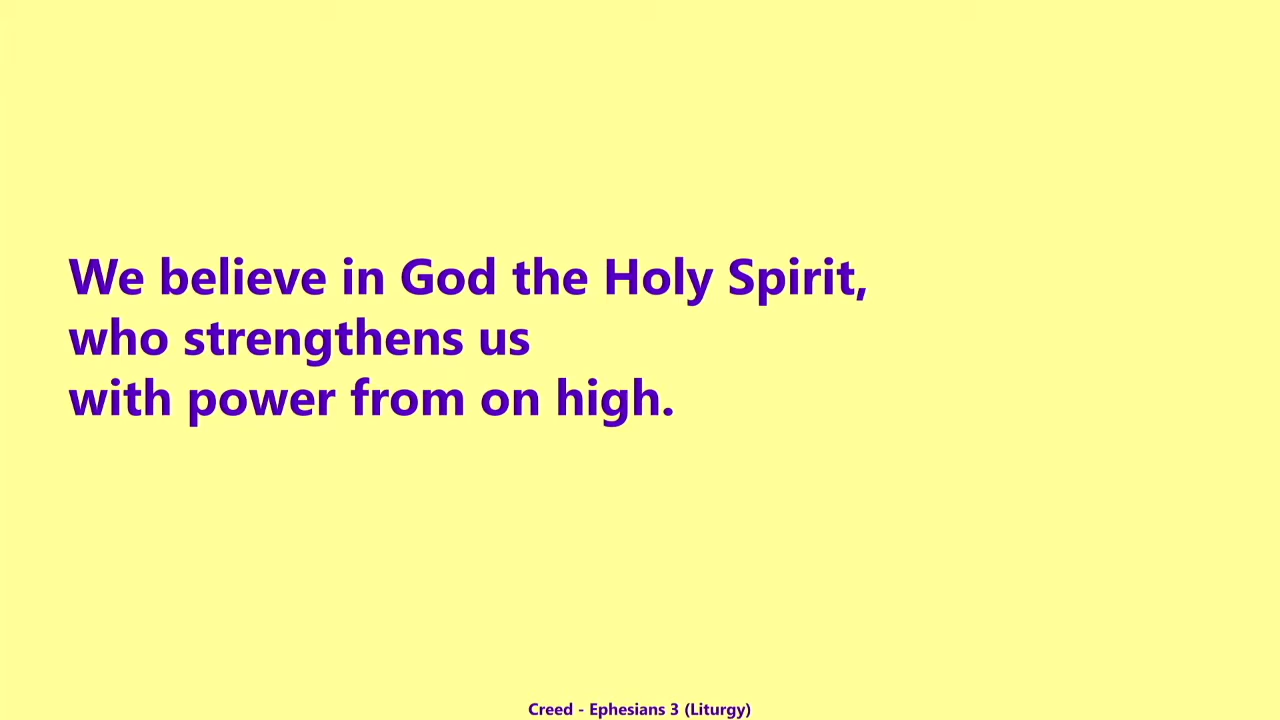 We believe in God the Holy Spirit,
who strengthens us
with power from on high.
Creed - Ephesians 3 (Liturgy)